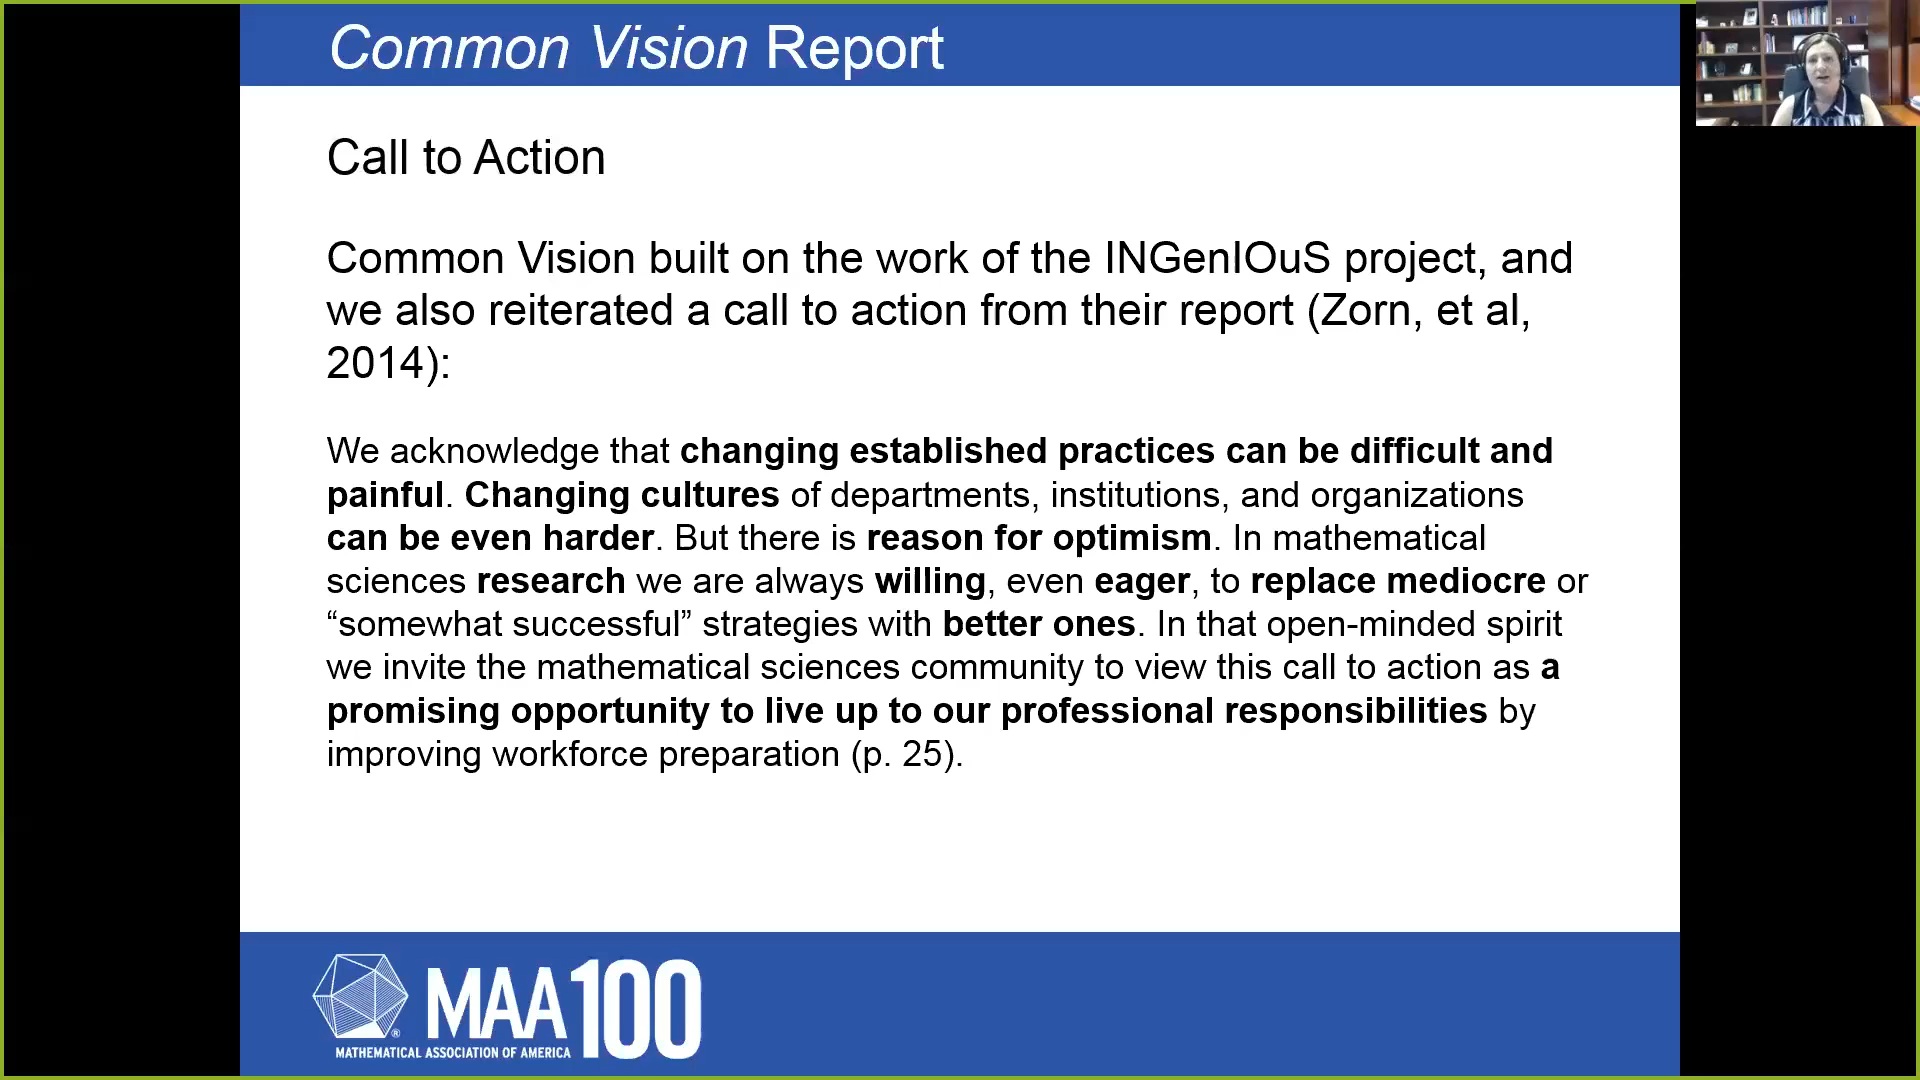 Common Vision Report
Call to Action
Common Vision built on the work of the INGenIOuS project, and
we also reiterated a call to action from their report (Zorn, et al,
2014):
We acknowledge that changing established practices can be difficult and
painful. Changing cultures of departments, institutions, and organizations
can be even harder. But there is reason for optimism. In mathematical
sciences research we are always willing, even eager, to replace mediocre or
“somewhat successful” strategies with better ones. In that open-minded spirit
we invite the mathematical sciences community to view this call to action as a
promising opportunity to live up to our professional responsibilities by
improving workforce preparation (p. 25).
MAA100
®
MATHEMATICAL ASSOCIATION OF AMERICA